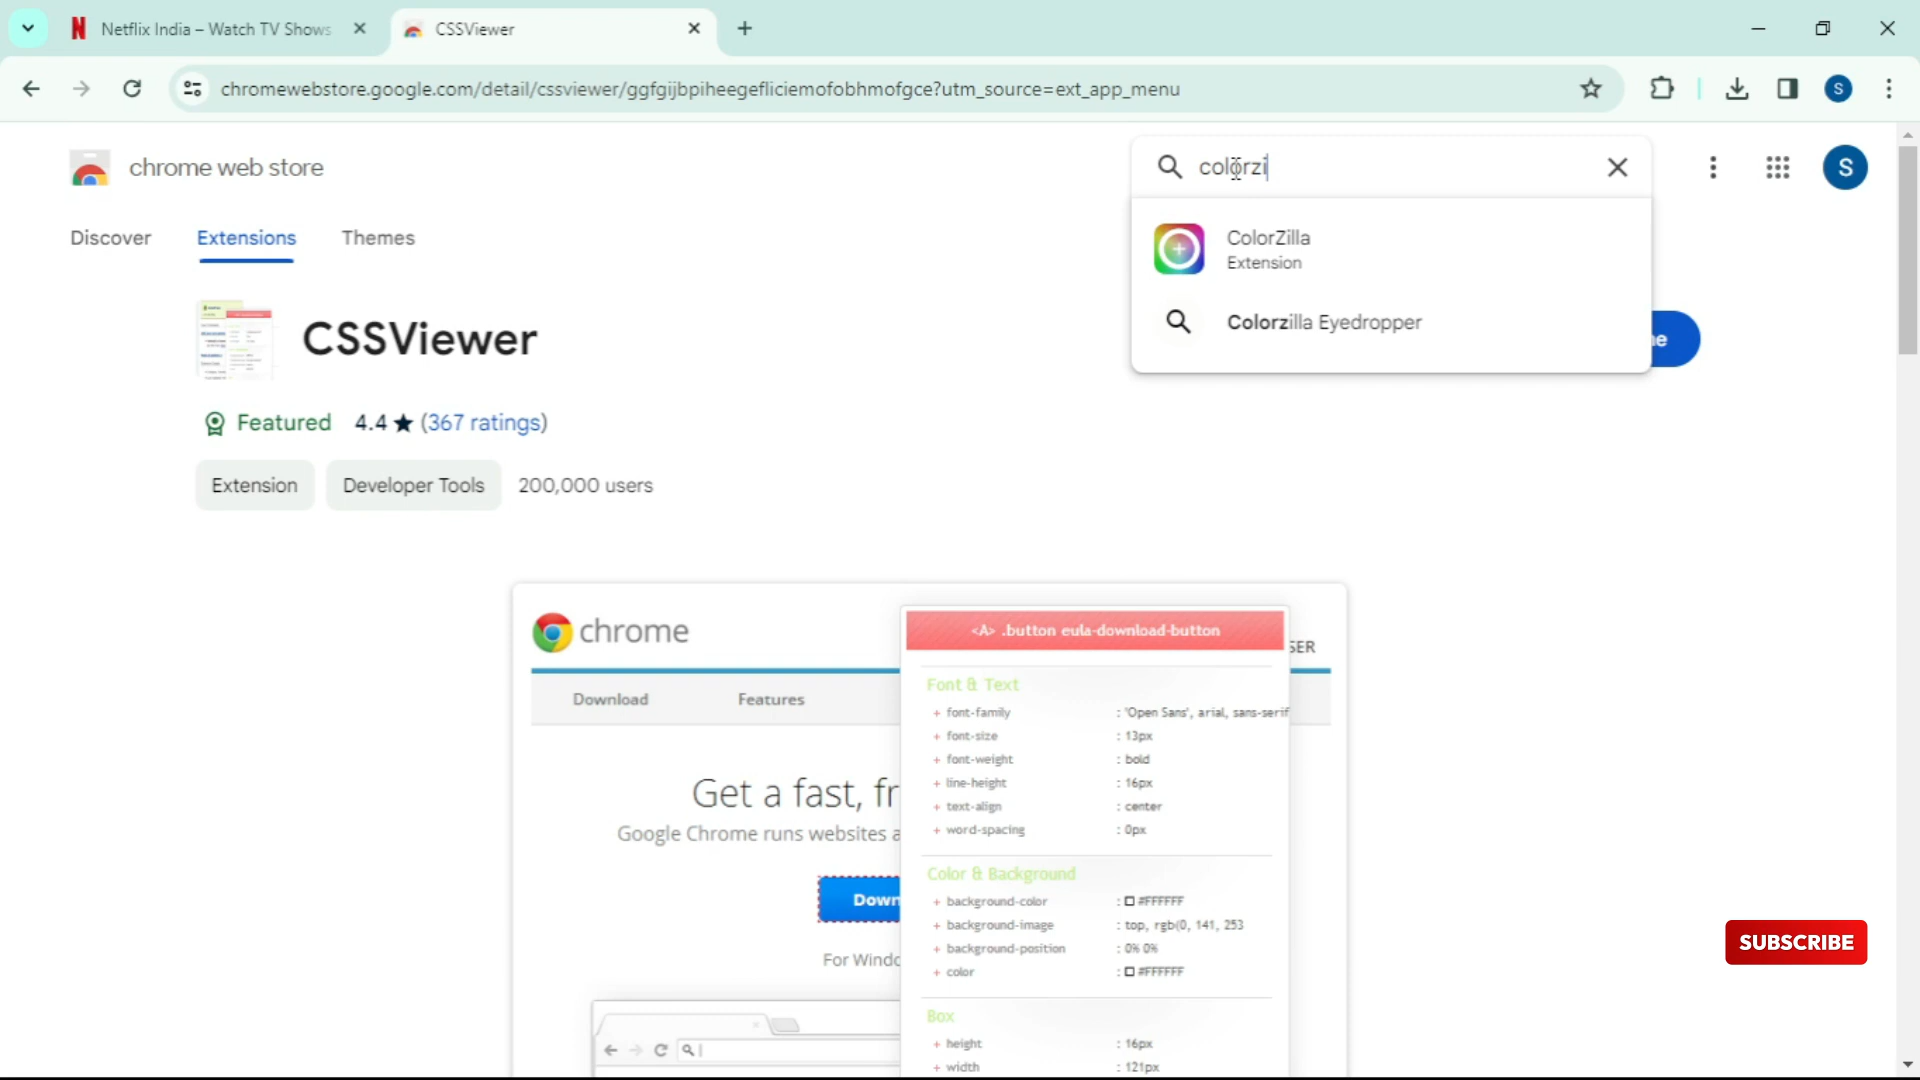 Netflix India – Watch TV Shows
CSSViewer
chromewebstore.google.com/detail/cssviewer/ggfgijbpiheegefliciemofobhmofgce?utm_source=ext_app_menu
S
chrome web store
colorzi
S
Discover
Extensions
Themes
ColorZilla
Extension
Colorzilla Eyedropper
CSSViewer
Featured 4.4 ★ (367 ratings)
Extension
Developer Tools
200,000 users
chrome
Download
Features
Get a fast, fr
Google Chrome runs websites a
Down
For Windo
<A> .button eula-download-button
SER
Font & Text
+ font-family : 'Open Sans', arial, sans-serif
+ font-size : 13px
+ font-weight : bold
+ line-height : 16px
+ text-align : center
+ word-spacing : 0px
Color & Background
+ background-color : #FFFFFF
+ background-image : top, rgb(0, 141, 253
+ background-position : 0% 0%
+ color : #FFFFFF
Box
+ height : 16px
+ width : 121px
SUBSCRIBE